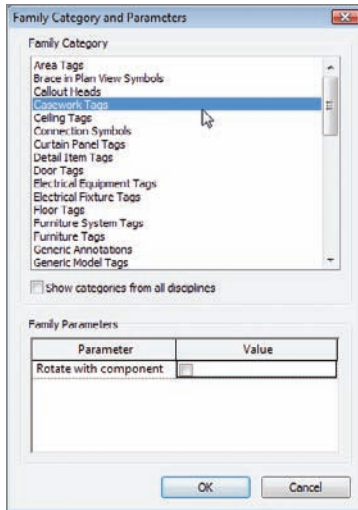 Family Category and Parameters
Family Category
Area Tags
Brace in Plan View Symbols
Callout Heads
Casework Tags
Ceiling Tags
Connection Symbols
Curtain Panel Tags
Detail Item Tags
Door Tags
Electrical Equipment Tags
Electrical Fixture Tags
Floor Tags
Furniture System Tags
Furniture Tags
Generic Annotations
Generic Model Tags
Show categories from all disciplines
Family Parameters
Parameter Value
Rotate with component
OK Cancel